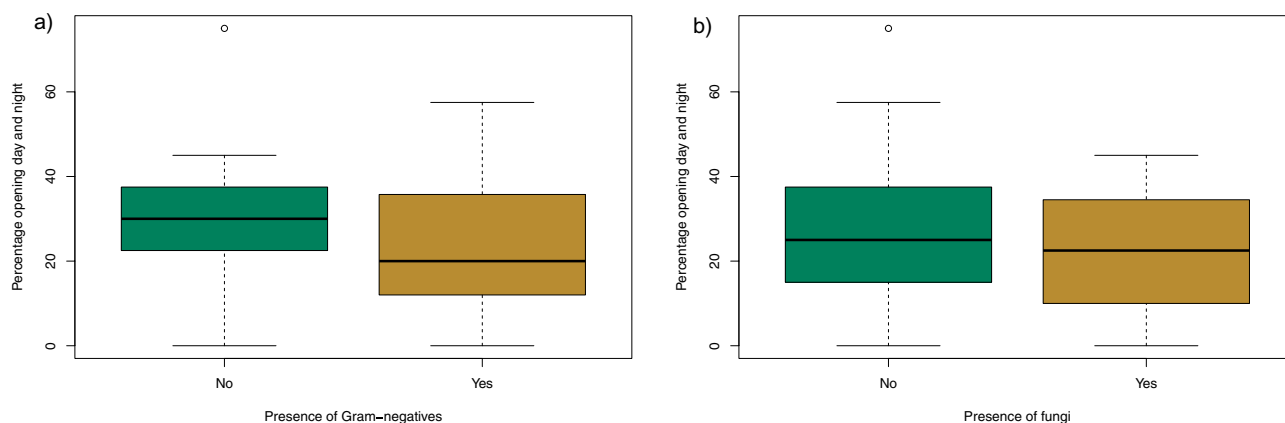 a)
Percentage opening day and night
0
20
40
60
No
Yes
Presence of Gram−negatives
b)
Percentage opening day and night
0
20
40
60
No
Yes
Presence of fungi